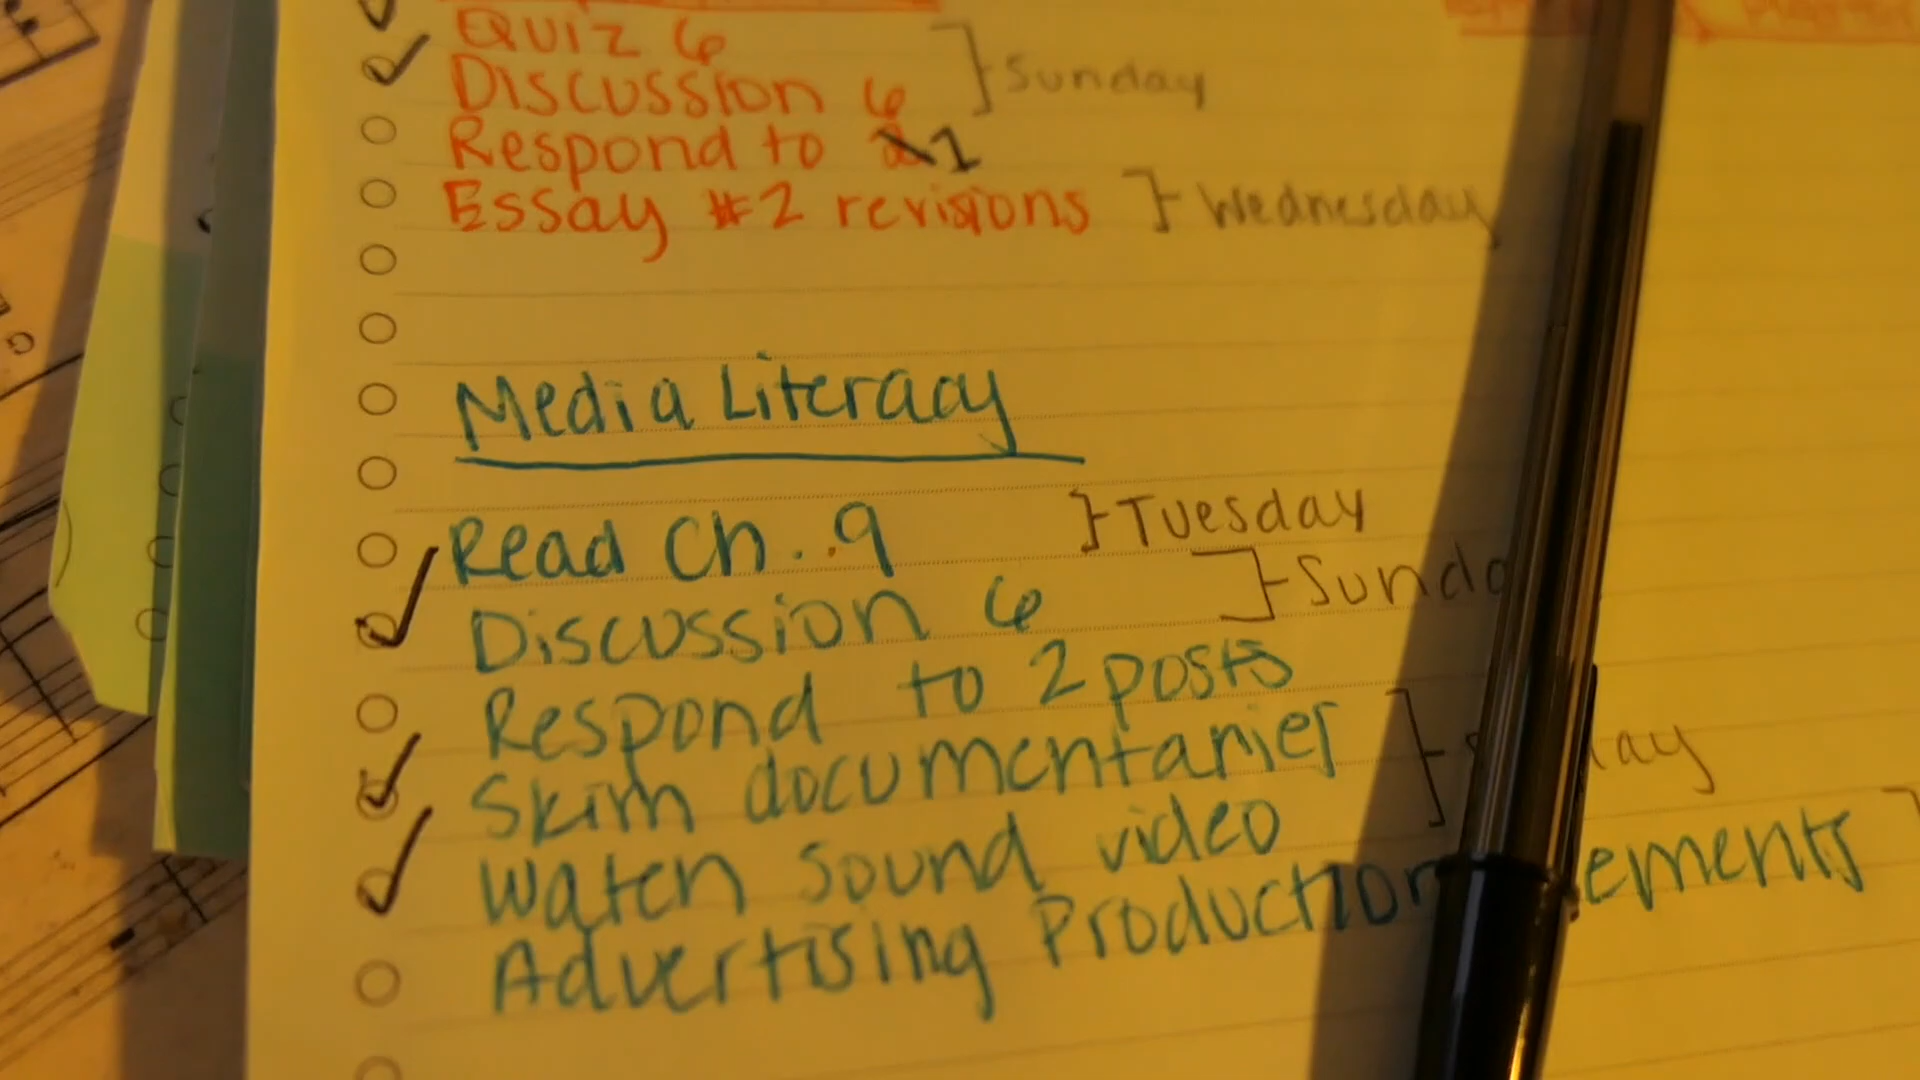 QUIZ 6
Discussion 6 } Sunday
Respond to 1
Essay #2 revisions } Wednesday
Media Literacy
Read Ch. 9 } Tuesday
Discussion 6
Respond to 2 posts
Skim documentaries
Watch sound video
Advertising Production